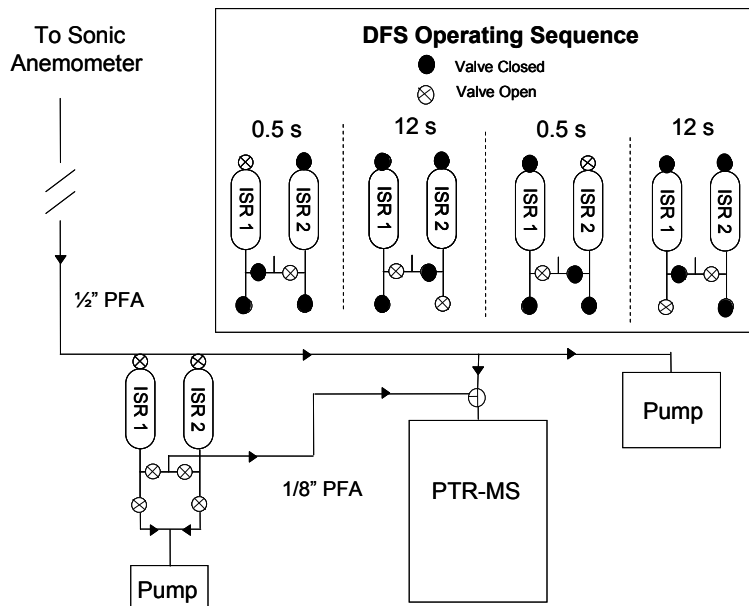 To Sonic
Anemometer
DFS Operating Sequence
Valve Closed
Valve Open
0.5 s
12 s
0.5 s
12 s
ISR 1
ISR 2
ISR 1
ISR 2
ISR 1
ISR 2
ISR 1
ISR 2
½” PFA
ISR 1
ISR 2
Pump
1/8” PFA
PTR-MS
Pump